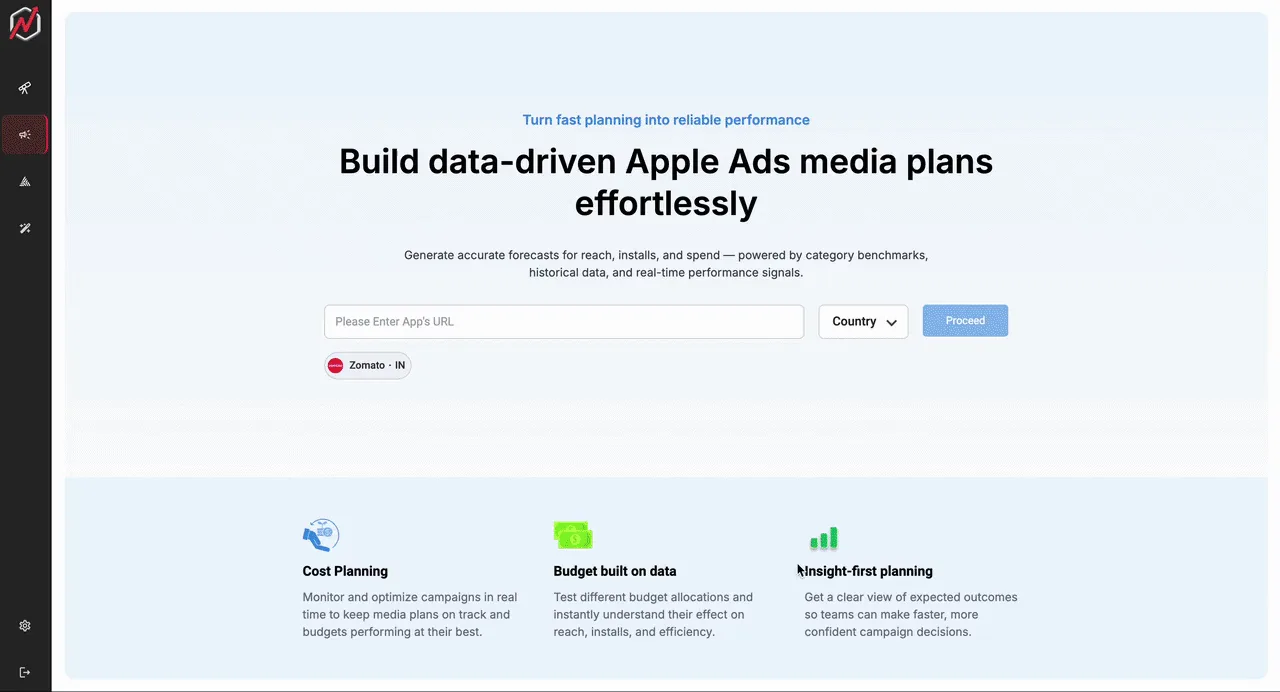 Turn fast planning into reliable performance
Build data-driven Apple Ads media plans
effortlessly
Generate accurate forecasts for reach, installs, and spend — powered by category benchmarks,
historical data, and real-time performance signals.
Please Enter App's URL
Country
Proceed
Zomato · IN
Cost Planning
Monitor and optimize campaigns in real
time to keep media plans on track and
budgets performing at their best.
Budget built on data
Test different budget allocations and
instantly understand their effect on
reach, installs, and efficiency.
Insight-first planning
Get a clear view of expected outcomes
so teams can make faster, more
confident campaign decisions.